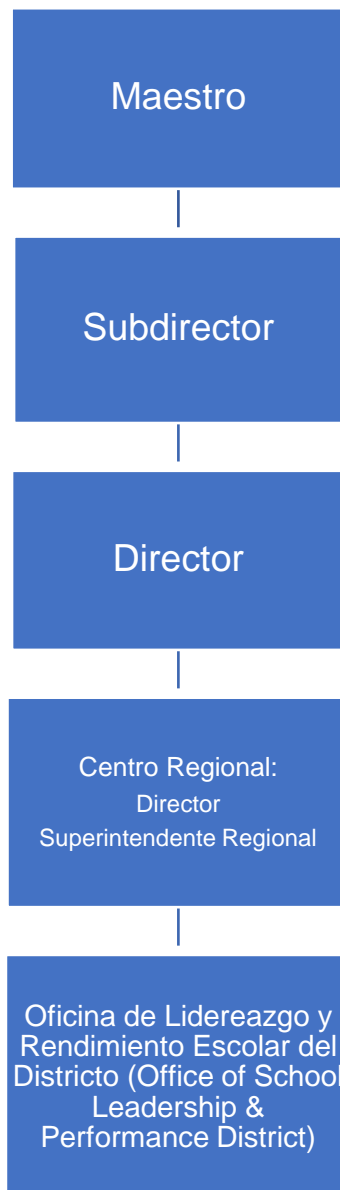 Maestro
Subdirector
Director
Centro Regional:
Director
Superintendente Regional
Oficina de Lidereazgo y
Rendimiento Escolar del
Districto (Office of School
Leadership &
Performance District)